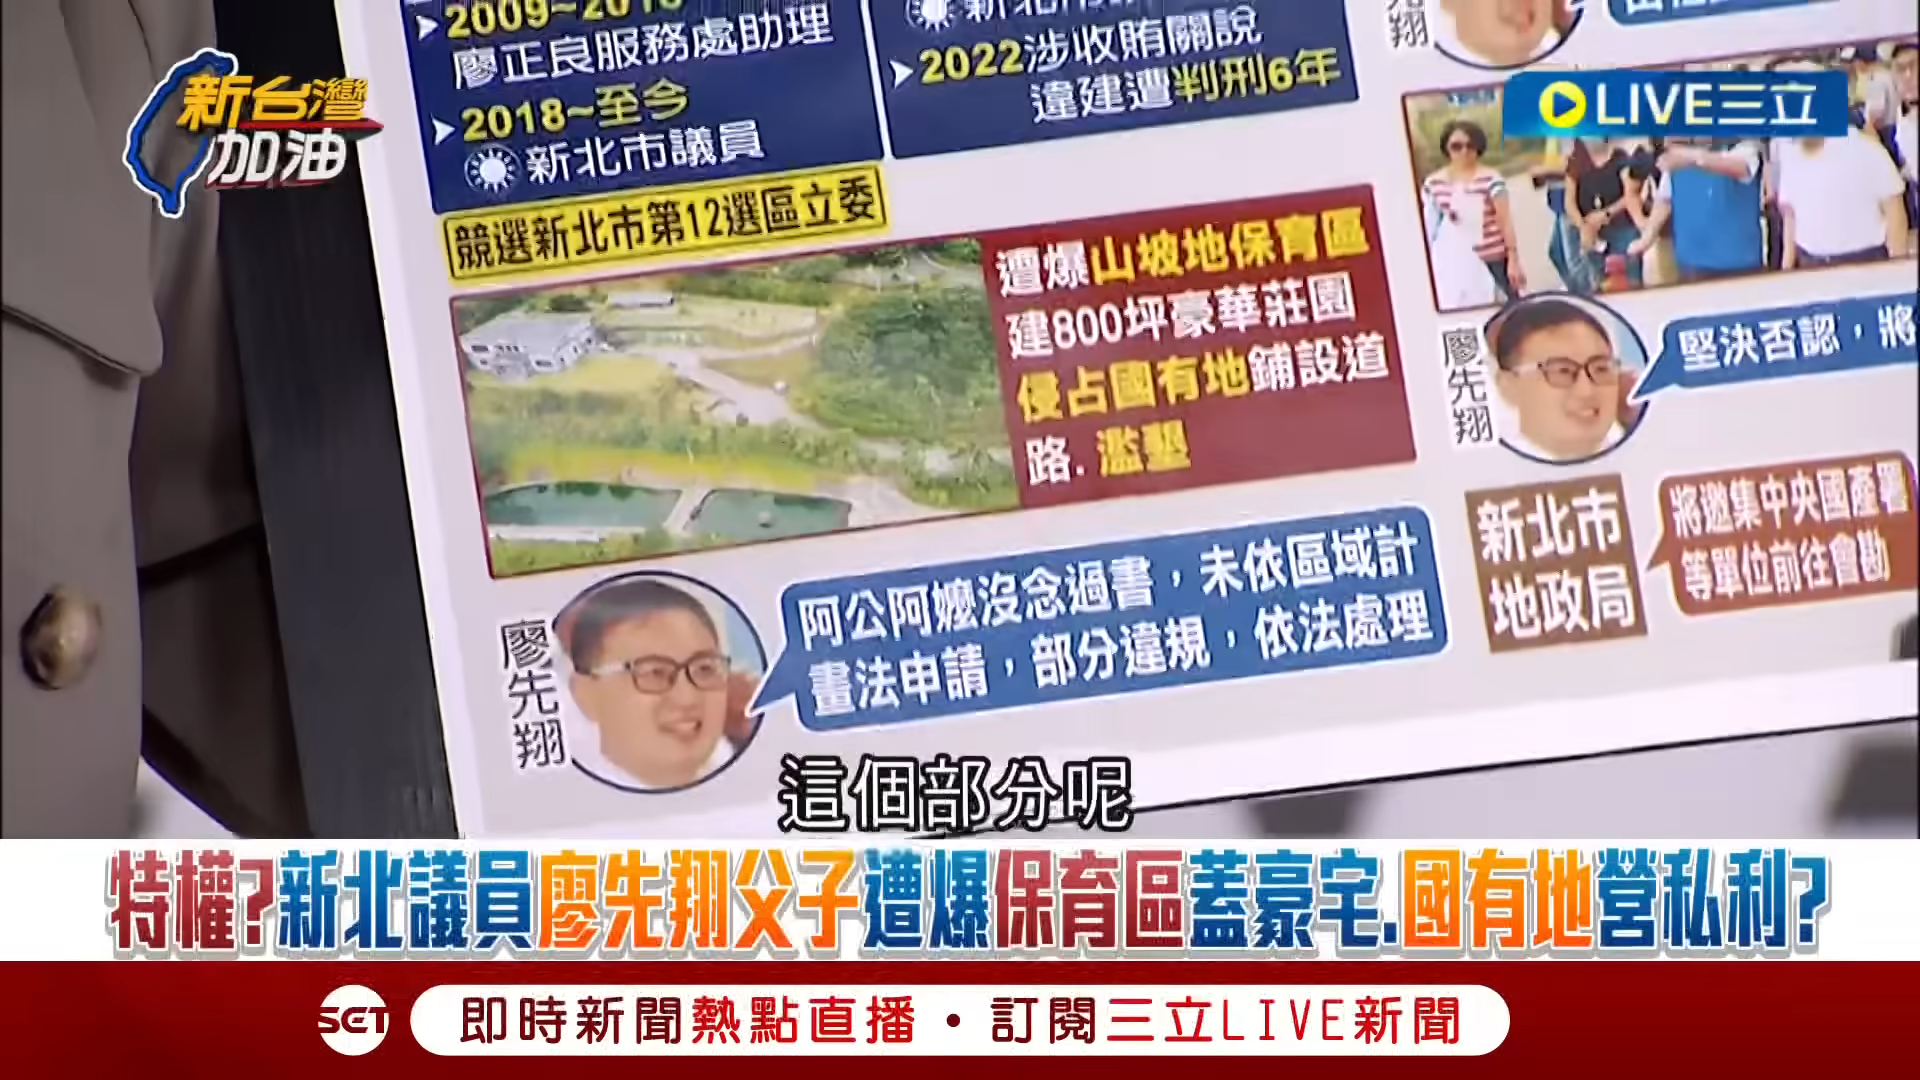 新台灣
加油
LIVE三立
2009~2018
廖正良服務處助理
2018~至今
新北市議員
2022涉收賄關說
違建遭判刑6年
競選新北市第12選區立委
遭爆山坡地保育區
建800坪豪華莊園
侵占國有地鋪設道
路.濫墾
廖先翔
堅決否認，將
新北市
地政局
將邀集中央國產署
等單位前往會勘
廖先翔
阿公阿嬤沒念過書，未依區域計
畫法申請，部分違規，依法處理
這個部分呢
特權?新北議員廖先翔父子遭爆保育區蓋豪宅.國有地營私利?
SET
即時新聞熱點直播・訂閱三立LIVE新聞